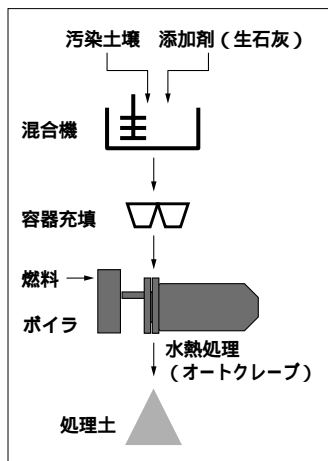 汚染土壌 添加剤(生石灰)
混合機
容器充填
燃料
ボイラ
水熱処理
(オートクレーブ)
処理土